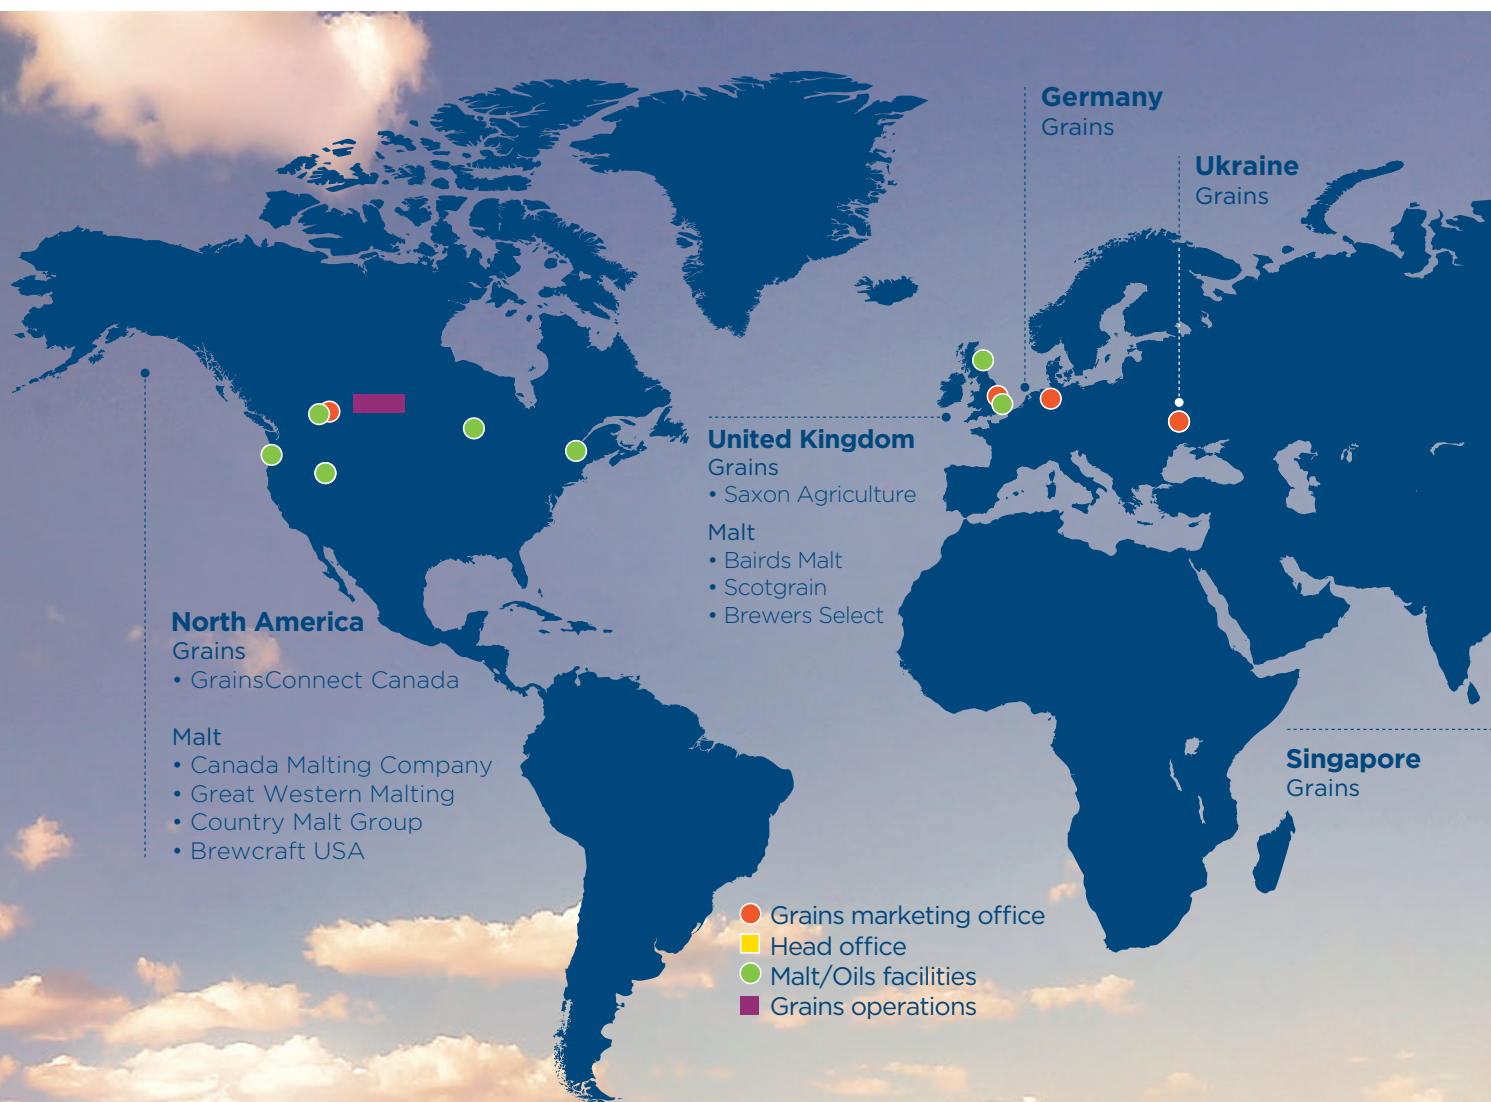 Germany
Grains
Ukraine
Grains
United Kingdom
Grains
• Saxon Agriculture
Malt
• Bairds Malt
• Scotgrain
• Brewers Select
North America
Grains
• GrainsConnect Canada
Malt
• Canada Malting Company
• Great Western Malting
• Country Malt Group
• Brewcraft USA
Singapore
Grains
Grains marketing office
Head office
Malt/Oils facilities
Grains operations